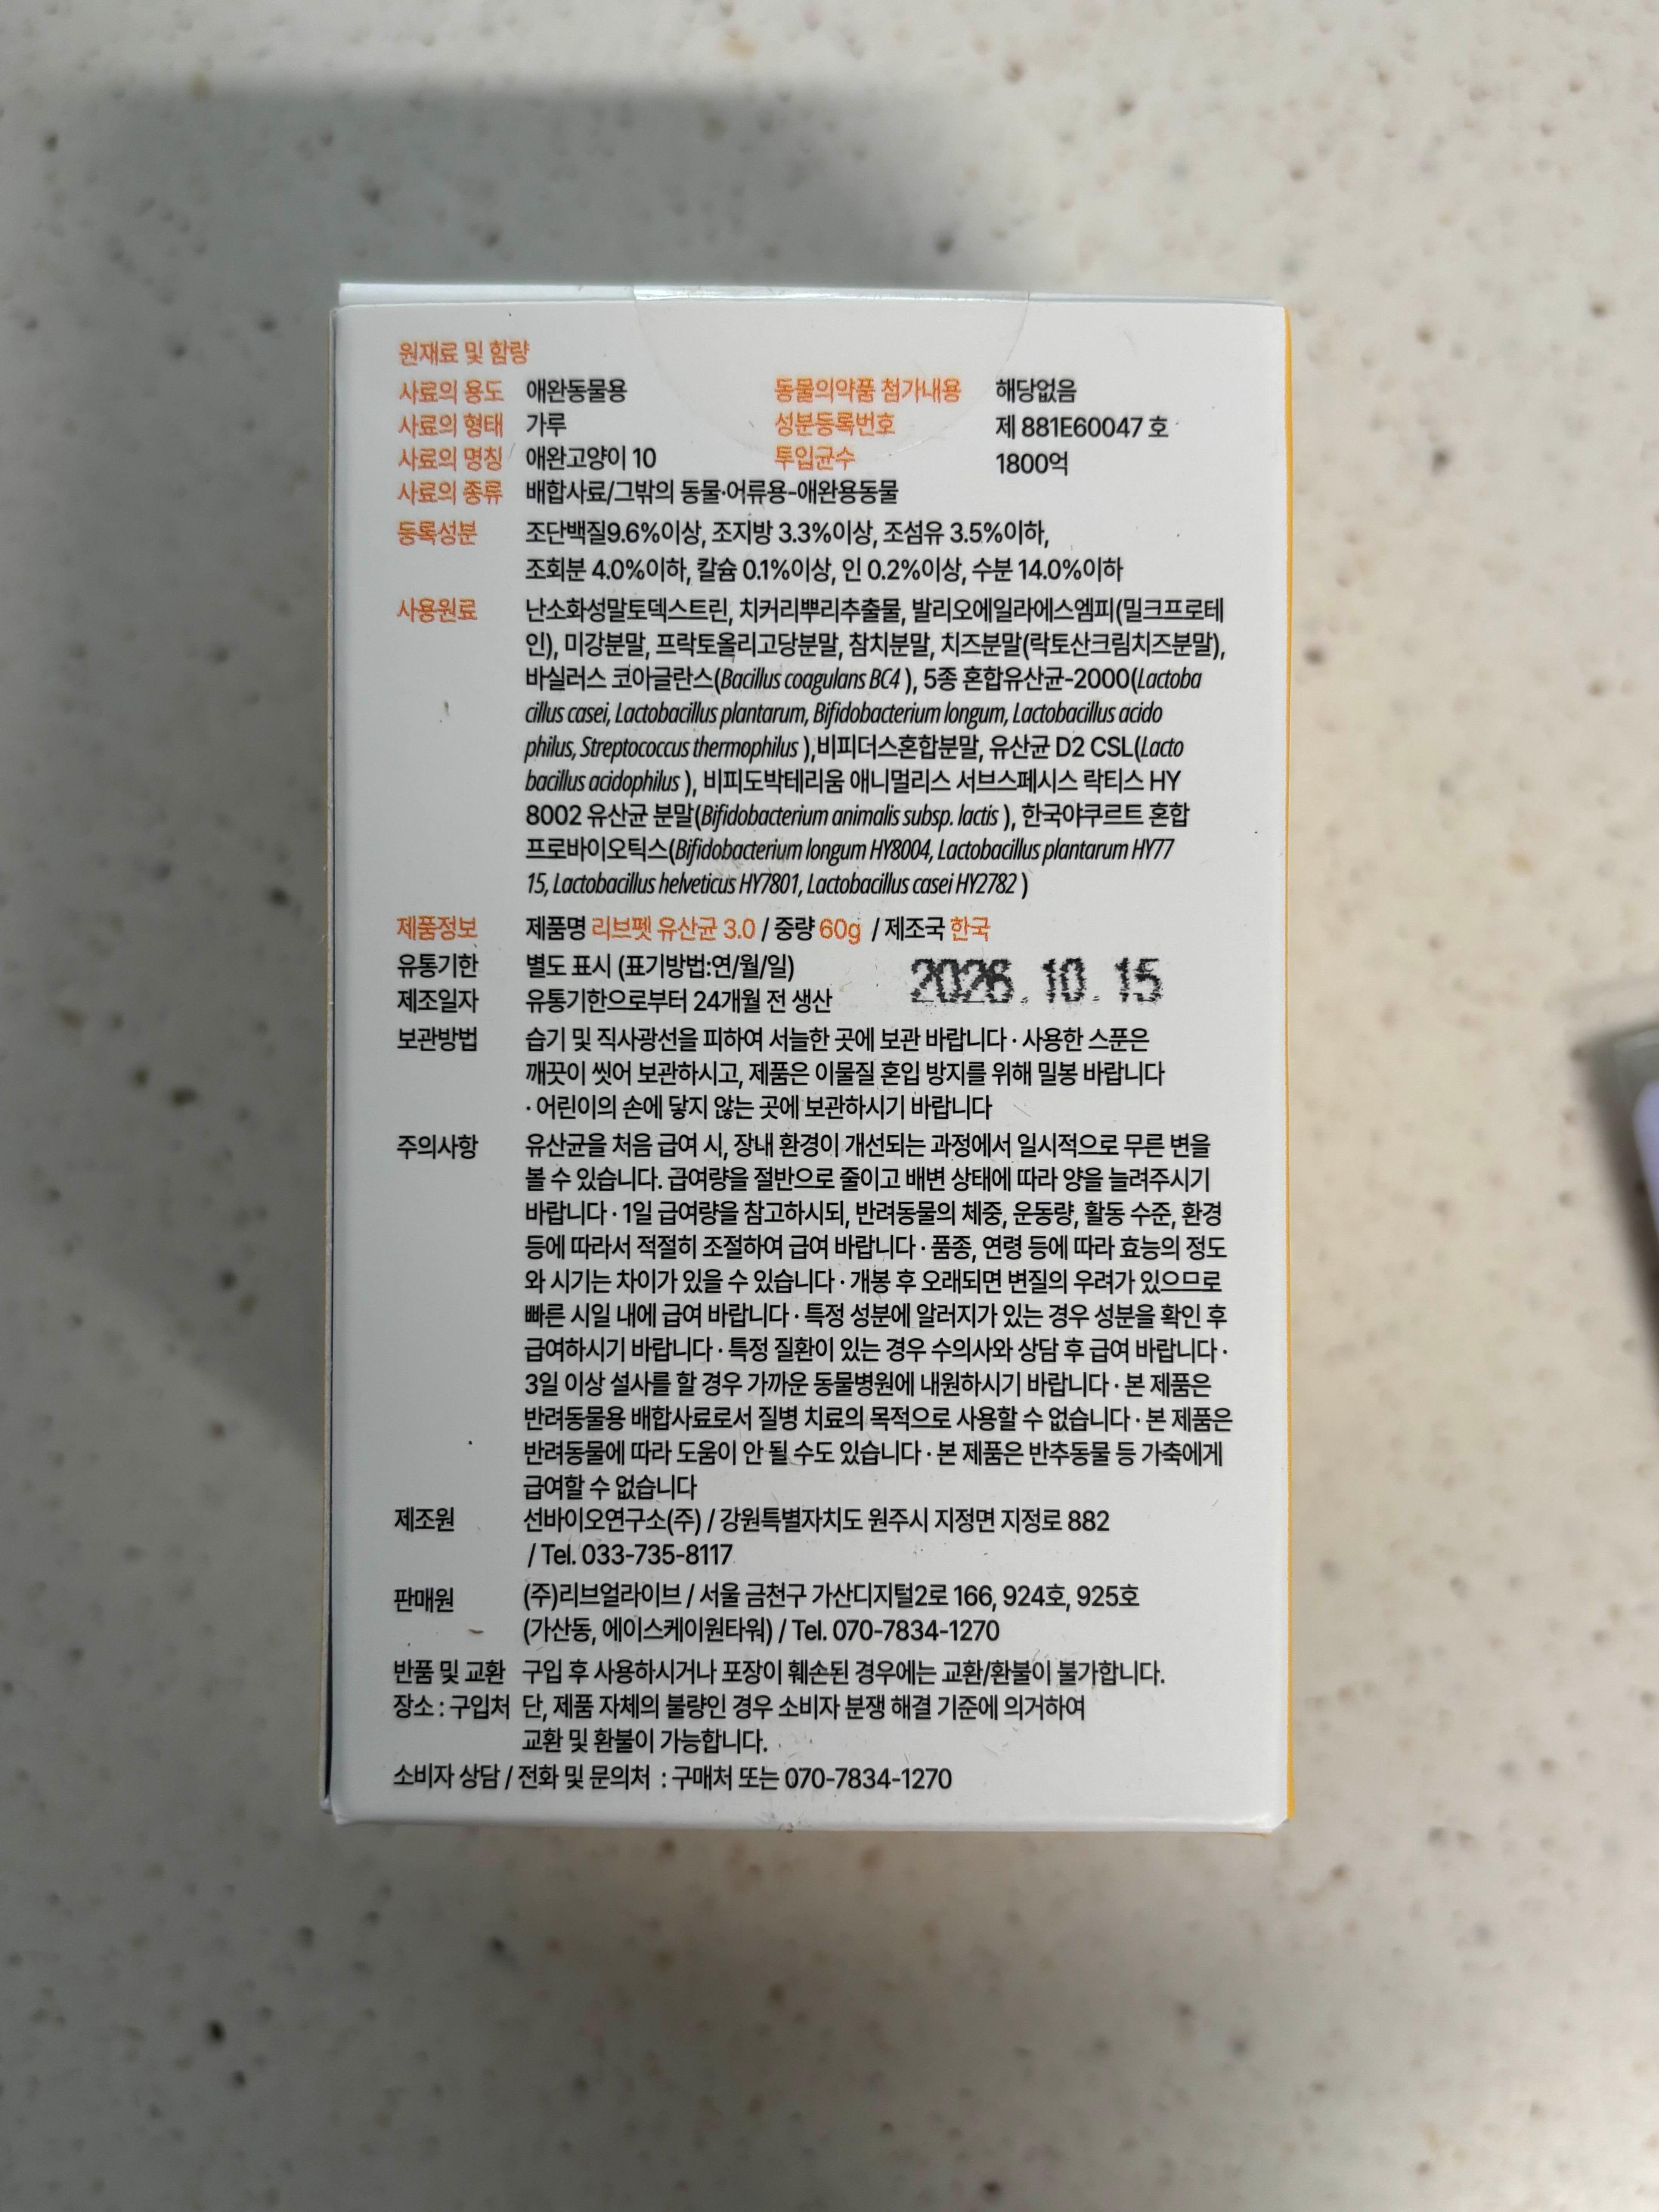 원재료 및 함량
사료의 용도 애완동물용 동물의약품 첨가내용 해당없음
사료의 형태 가루 성분등록번호 제 881E60047 호
사료의 명칭 애완고양이 10 투입균수 1800억
사료의 종류 배합사료/그밖의 동물·어류용-애완용동물
등록성분 조단백질9.6%이상, 조지방 3.3%이상, 조섬유 3.5%이하,
조회분 4.0%이하, 칼슘 0.1%이상, 인 0.2%이상, 수분 14.0%이하
사용원료 난소화성말토덱스트린, 치커리뿌리추출물, 발리오에일라에스엠피(밀크프로테
인), 미강분말, 프락토올리고당분말, 참치분말, 치즈분말(락토산크림치즈분말),
바실러스 코아글란스(Bacillus coagulans BC4 ), 5종 혼합유산균-2000(Lactoba
cillus casei, Lactobacillus plantarum, Bifidobacterium longum, Lactobacillus acido
philus, Streptococcus thermophilus ),비피더스혼합분말, 유산균 D2 CSL(Lacto
bacillus acidophilus ), 비피도박테리움 애니멀리스 서브스페시스 락티스 HY
8002 유산균 분말(Bifidobacterium animalis subsp. lactis ), 한국야쿠르트 혼합
프로바이오틱스(Bifidobacterium longum HY8004, Lactobacillus plantarum HY77
15, Lactobacillus helveticus HY7801, Lactobacillus casei HY2782 )
제품정보 제품명 리브펫 유산균 3.0 / 중량 60g / 제조국 한국
유통기한 별도 표시 (표기방법:연/월/일)
2026. 10. 15
제조일자 유통기한으로부터 24개월 전 생산
보관방법 습기 및 직사광선을 피하여 서늘한 곳에 보관 바랍니다 · 사용한 스푼은
깨끗이 씻어 보관하시고, 제품은 이물질 혼입 방지를 위해 밀봉 바랍니다
· 어린이의 손에 닿지 않는 곳에 보관하시기 바랍니다
주의사항 유산균을 처음 급여 시, 장내 환경이 개선되는 과정에서 일시적으로 무른 변을
볼 수 있습니다. 급여량을 절반으로 줄이고 배변 상태에 따라 양을 늘려주시기
바랍니다 · 1일 급여량을 참고하시되, 반려동물의 체중, 운동량, 활동 수준, 환경
등에 따라서 적절히 조절하여 급여 바랍니다 · 품종, 연령 등에 따라 효능의 정도
와 시기는 차이가 있을 수 있습니다 · 개봉 후 오래되면 변질의 우려가 있으므로
빠른 시일 내에 급여 바랍니다 · 특정 성분에 알러지가 있는 경우 성분을 확인 후
급여하시기 바랍니다 · 특정 질환이 있는 경우 수의사와 상담 후 급여 바랍니다 ·
3일 이상 설사를 할 경우 가까운 동물병원에 내원하시기 바랍니다 · 본 제품은
반려동물용 배합사료로서 질병 치료의 목적으로 사용할 수 없습니다 · 본 제품은
반려동물에 따라 도움이 안 될 수도 있습니다 · 본 제품은 반추동물 등 가축에게
급여할 수 없습니다
제조원 선바이오연구소(주) / 강원특별자치도 원주시 지정면 지정로 882
/ Tel. 033-735-8117
판매원 (주)리브얼라이브 / 서울 금천구 가산디지털2로 166, 924호, 925호
(가산동, 에이스케이원타워) / Tel. 070-7834-1270
반품 및 교환 구입 후 사용하시거나 포장이 훼손된 경우에는 교환/환불이 불가합니다.
장소 : 구입처 단, 제품 자체의 불량인 경우 소비자 분쟁 해결 기준에 의거하여
교환 및 환불이 가능합니다.
소비자 상담 / 전화 및 문의처 : 구매처 또는 070-7834-1270